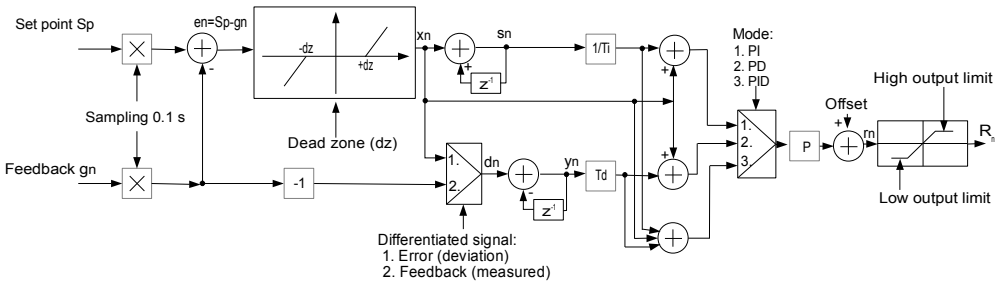 Set point Sp
en=Sp-gn
-
-dz
+dz
Dead zone (dz)
xn
+
sn
z⁻¹
1/Ti
+
Mode:
1. PI
2. PD
3. PID
High output limit
Offset
+
rn
Rn
Sampling 0.1 s
1.
2.
3.
P
Low output limit
Feedback gn
-1
1.
2.
dn
-
yn
z⁻¹
Td
+
Differentiated signal:
1. Error (deviation)
2. Feedback (measured)